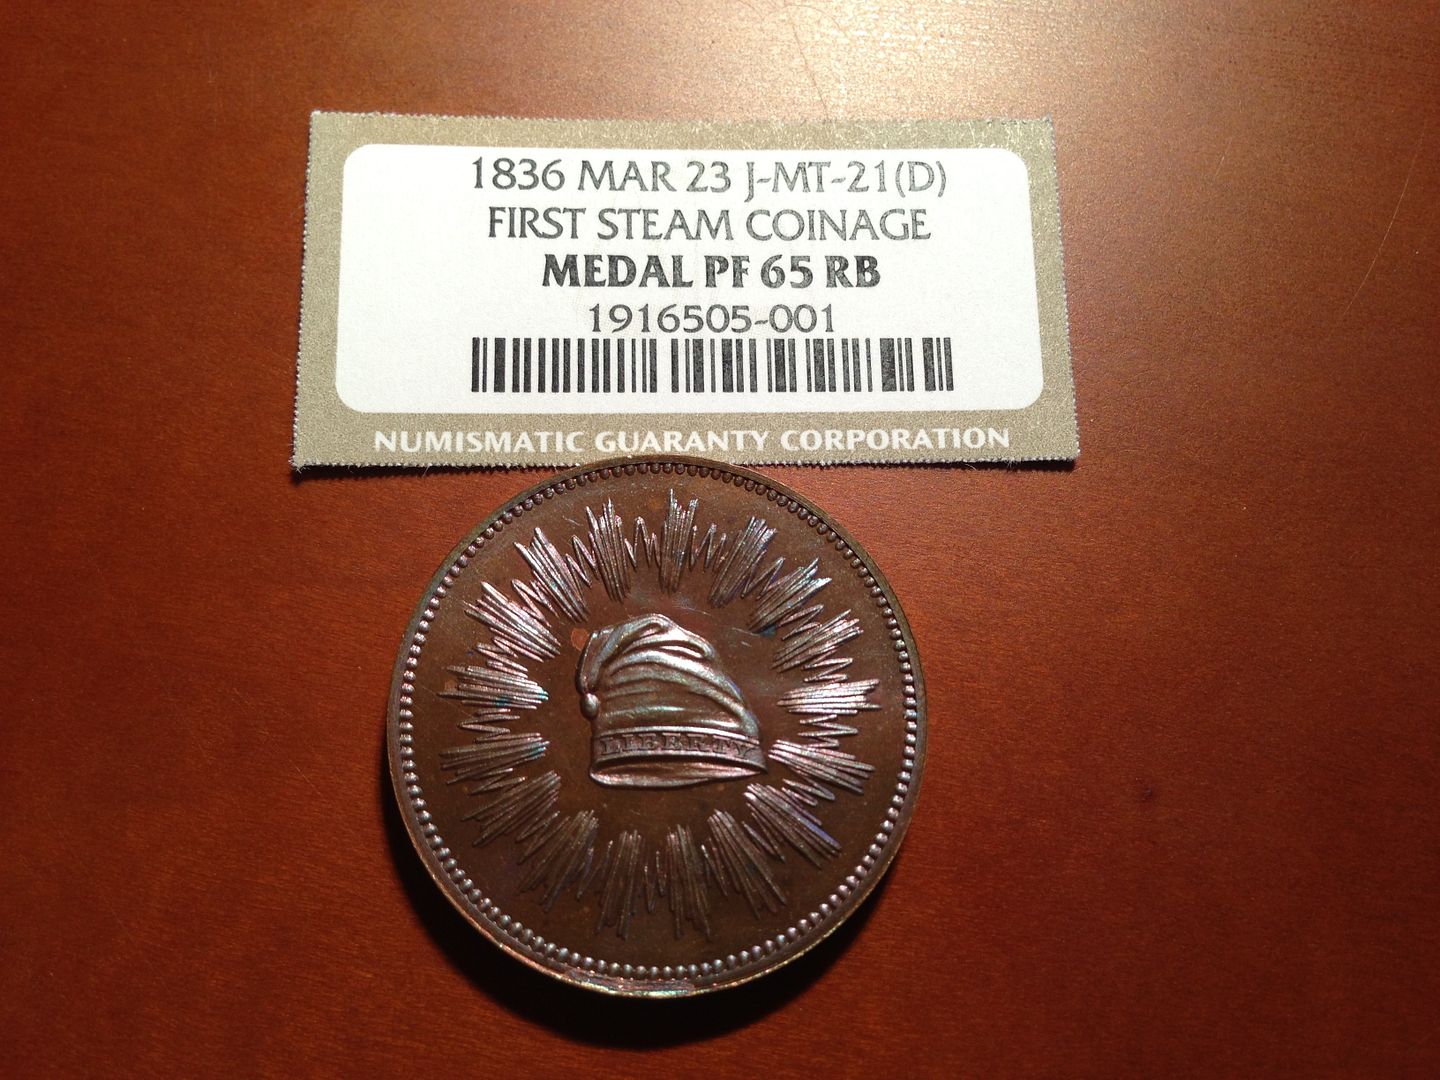 1836 MAR 23 J-MT-21(D)
FIRST STEAM COINAGE
MEDAL PF 65 RB
1916505-001
NUMISMATIC GUARANTY CORPORATION
LIBERTY